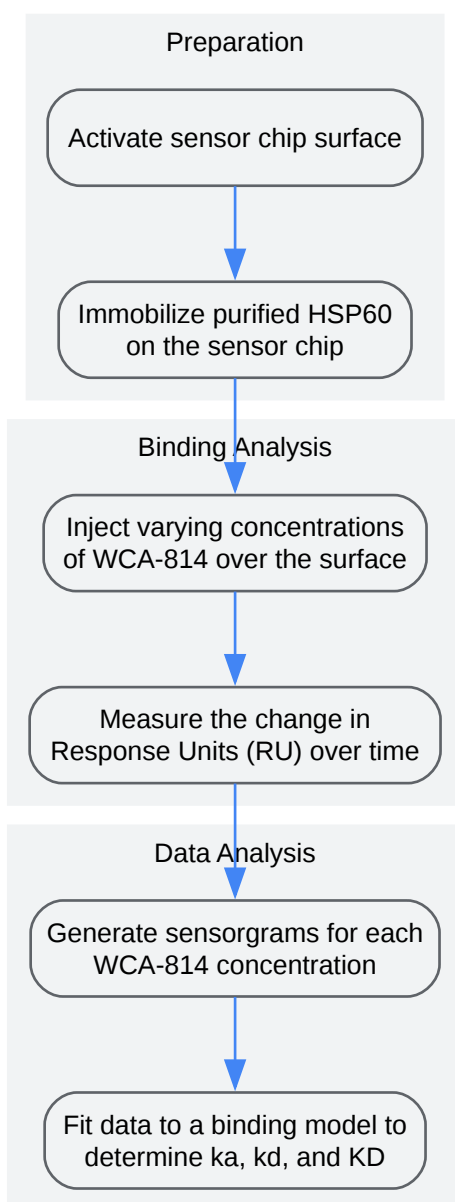 Preparation
Activate sensor chip surface
Immobilize purified HSP60
on the sensor chip
Binding Analysis
Inject varying concentrations
of WCA-814 over the surface
Measure the change in
Response Units (RU) over time
Data Analysis
Generate sensorgrams for each
WCA-814 concentration
Fit data to a binding model to
determine ka, kd, and KD